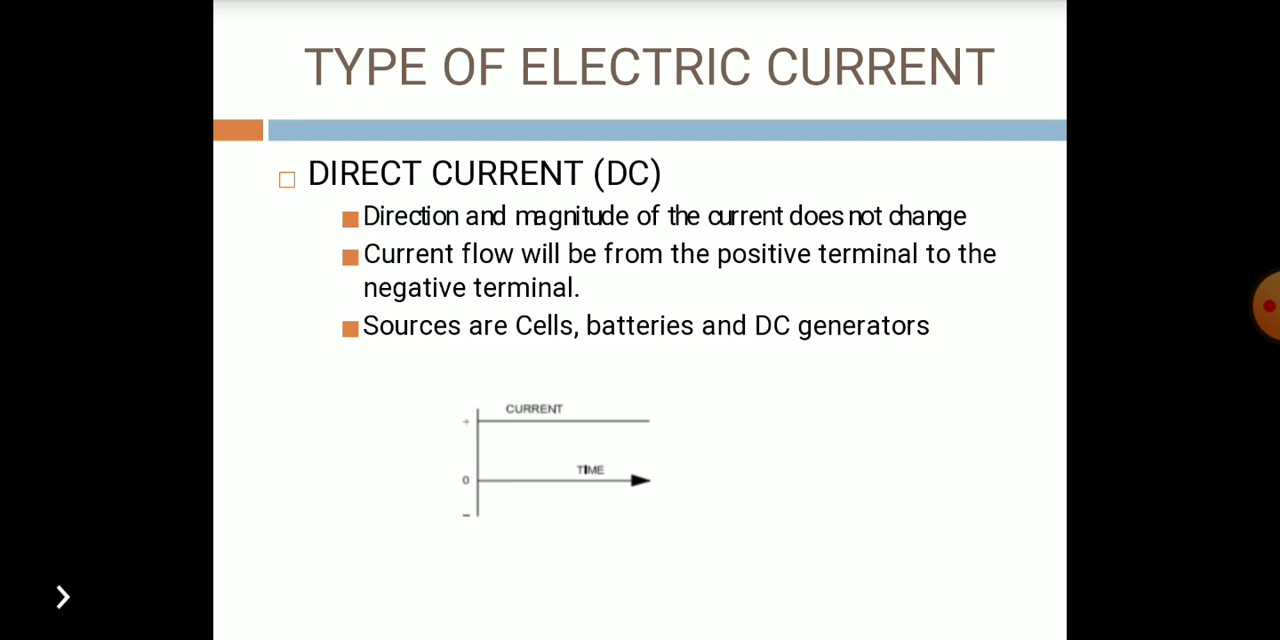 TYPE OF ELECTRIC CURRENT
DIRECT CURRENT (DC)
Direction and magnitude of the current does not change
Current flow will be from the positive terminal to the
negative terminal.
Sources are Cells, batteries and DC generators
CURRENT
+
TIME
0
–